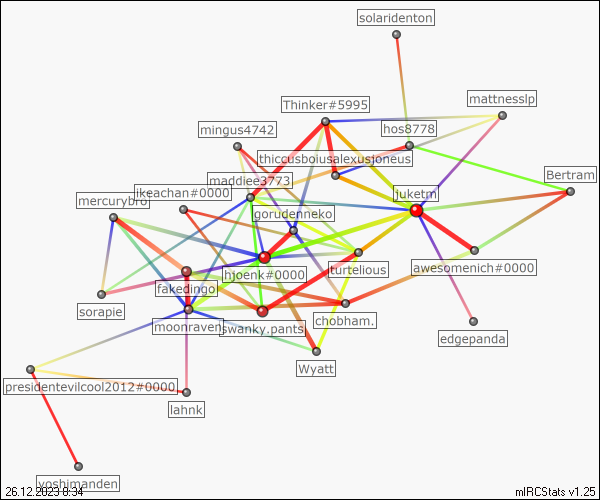 solaridenton
mattnesslp
Thinker#5995
hos8778
mingus4742
thiccusboiusalexusjoneus
Bertram
maddiee3773
ikeachan#0000
juketm
mercurybro
gorudenneko
hjoenk#0000
turtelious
awesomenich#0000
fakedingo
sorapie
chobham.
moonraven
swanky.pants
edgepanda
Wyatt
presidentevilcool2012#0000
lahnk
yoshimanden
26.12.2023 8:34
mIRCStats v1.25